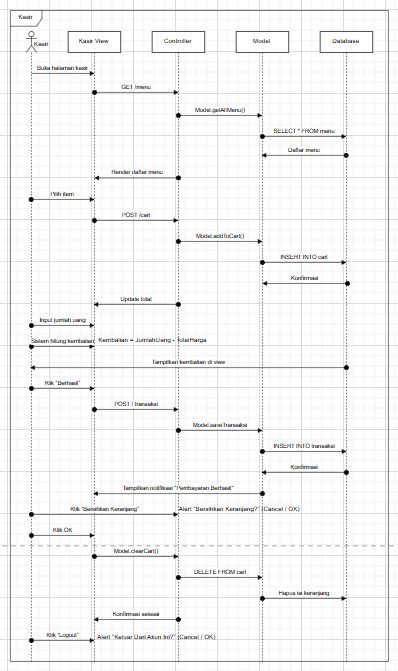 Kasir
Kasir
Kasir View
Controller
Model
Database
Buka halaman kasir
GET /menu
Model.getAllMenu()
SELECT * FROM menu
Daftar menu
Render daftar menu
Pilih item
POST /cart
Model.addToCart()
INSERT INTO cart
Konfirmasi
Update total
Input jumlah uang
Sistem hitung kembalian Kembalian = JumlahUang - TotalHarga
Tampilkan kembalian di view
Klik "Berhasil"
POST / transaksi
Model.save transaksi
INSERT INTO transaksi
Konfirmasi
Tampilkan notifikasi "Pembayaran Berhasil"
Klik "Bersihkan Keranjang" Alert "Bersihkan Keranjang?" (Cancel / OK)
Klik OK
Model.clearCart()
DELETE FROM cart
Hapus isi keranjang
Konfirmasi selesai
Klik "Logout" Alert "Keluar Dari Akun Ini?" (Cancel / OK)